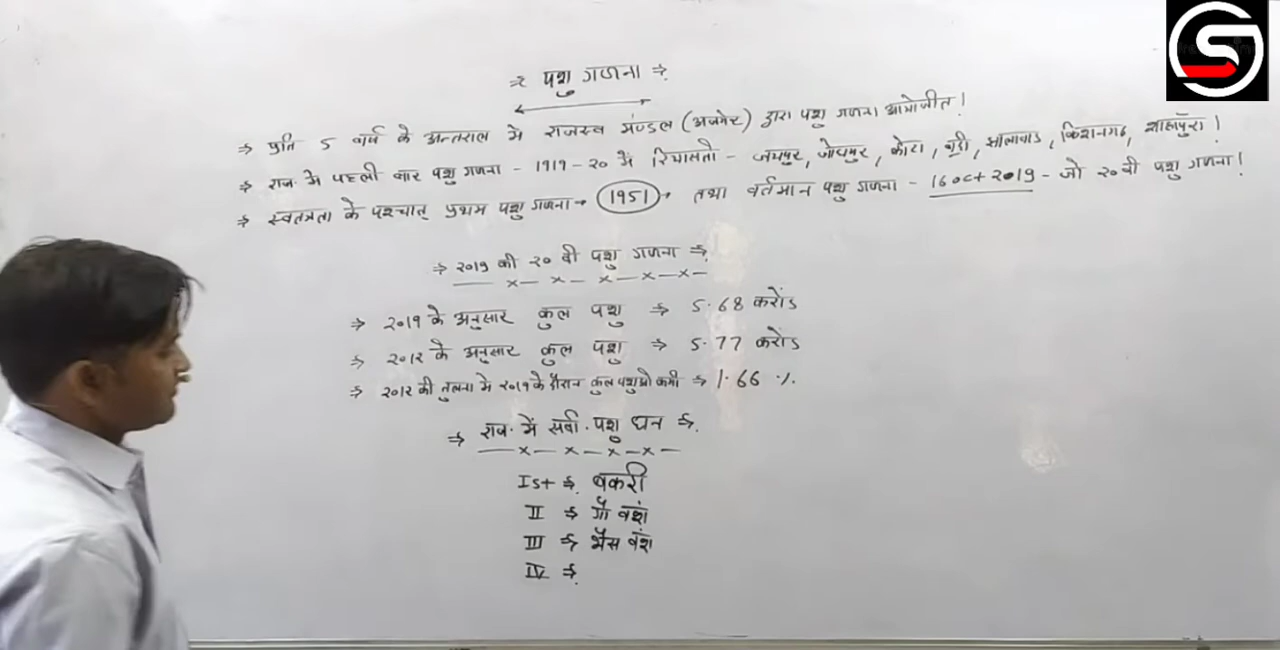 ⇒ पशु गणना ⇒
⇒ प्रति 5 वर्ष के अन्तराल में राजस्व मण्डल (अजमेर) द्वारा पशु गणना आयोजीत।
⇒ राज. में पहली बार पशु गणना - 1919-20 में रियासतो - जयपुर, जोधपुर, कोटा, बूंदी, झालावाड, किशनगढ, शाहपुरा।
⇒ स्वतंत्रता के पश्चात् प्रथम पशु गणना → 1951 → तथा वर्तमान पशु गणना - 16 oct 2019 - जो 20 वी पशु गणना!
⇒ 2019 की 20 वी पशु गणना ⇒
⇒ 2019 के अनुसार कुल पशु ⇒ 5.68 करोड
⇒ 2012 के अनुसार कुल पशु ⇒ 5.77 करोड
⇒ 2012 की तुलना मे 2019 के दौरान कुल पशुओ कमी ⇒ 1.66 %
⇒ राज. में सर्वा. पशु धन ⇒
Ist ⇒ बकरी
II ⇒ गौ वंश
III ⇒ भैंस वंश
IV ⇒